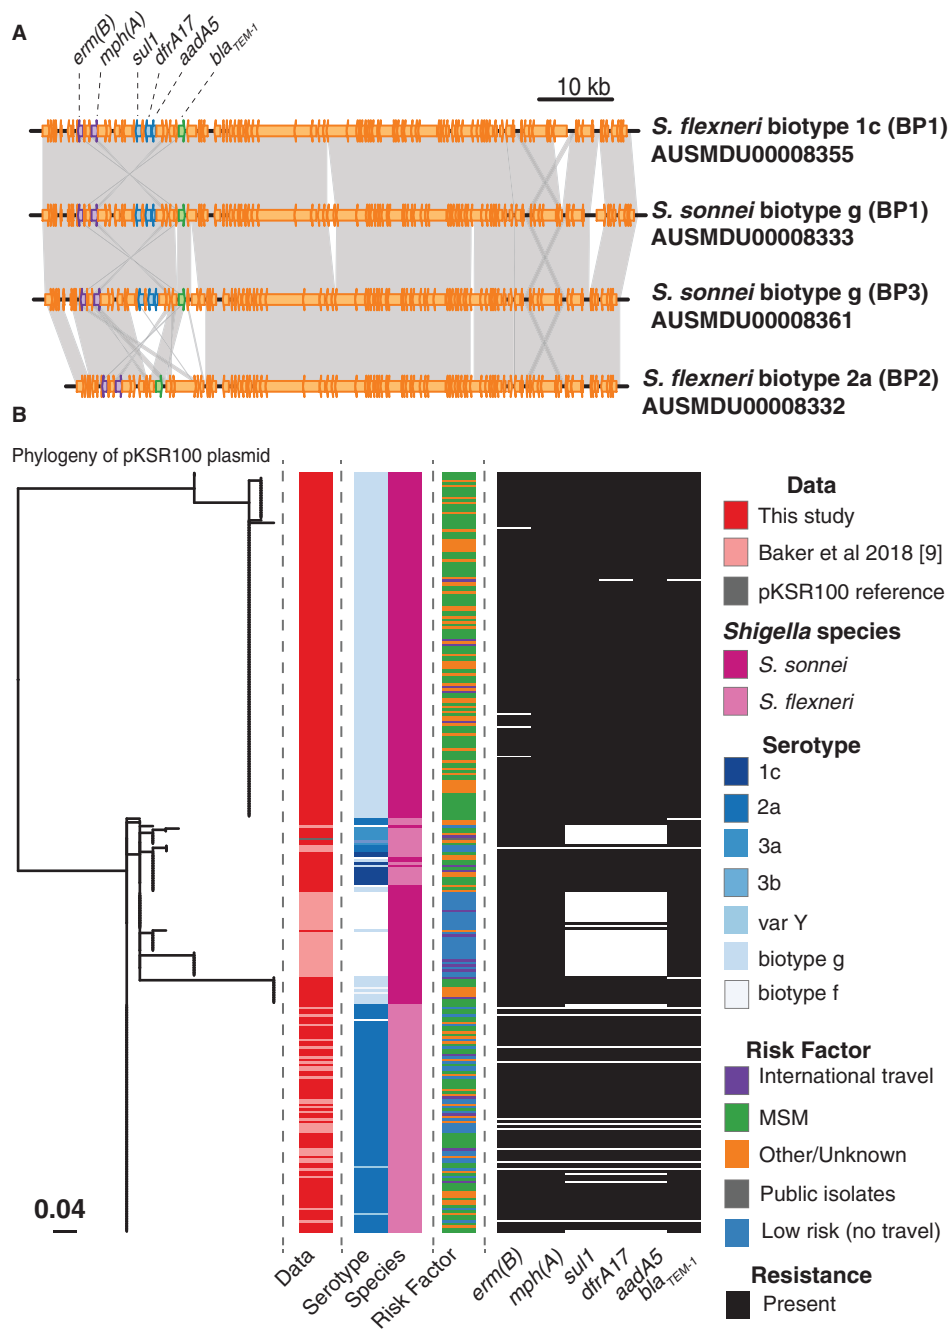 A
erm(B)
mph(A)
sul1
dfrA17
aadA5
bla TEM-1
10 kb
S. flexneri biotype 1c (BP1)
AUSMDU00008355
S. sonnei biotype g (BP1)
AUSMDU00008333
S. sonnei biotype g (BP3)
AUSMDU00008361
S. flexneri biotype 2a (BP2)
AUSMDU00008332
B
Phylogeny of pKSR100 plasmid
Data
This study
Baker et al 2018 [9]
pKSR100 reference
Shigella species
S. sonnei
S. flexneri
Serotype
1c
2a
3a
3b
var Y
biotype g
biotype f
Risk Factor
International travel
MSM
Other/Unknown
Public isolates
Low risk (no travel)
Resistance
Present
0.04
Data
Serotype
Species
Risk Factor
erm(B)
mph(A)
sul1
dfrA17
aadA5
bla TEM-1